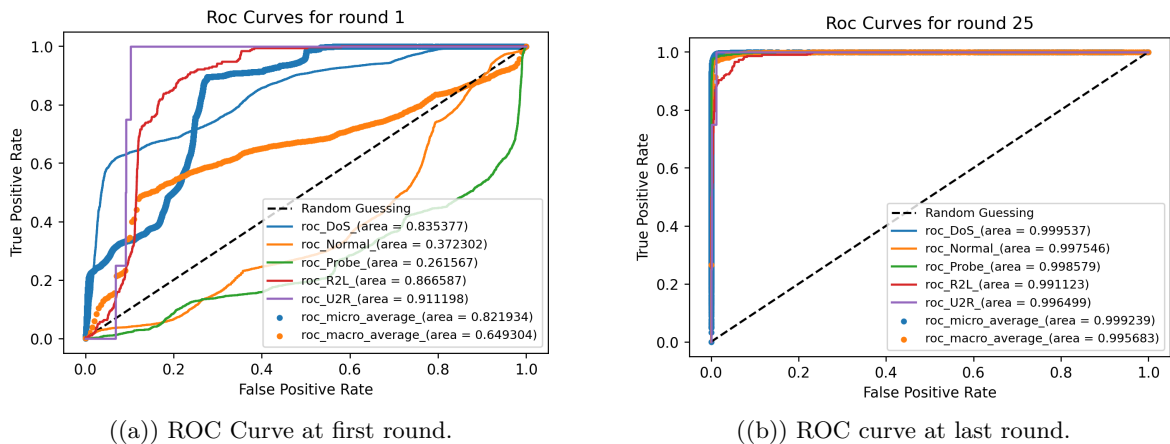 Roc Curves for round 1
True Positive Rate
1.0
0.8
0.6
0.4
0.2
0.0
Random Guessing
roc_DoS_(area = 0.835377)
roc_Normal_(area = 0.372302)
roc_Probe_(area = 0.261567)
roc_R2L_(area = 0.866587)
roc_U2R_(area = 0.911198)
roc_micro_average_(area = 0.821934)
roc_macro_average_(area = 0.649304)
0.0 0.2 0.4 0.6 0.8 1.0
False Positive Rate
((a)) ROC Curve at first round.
Roc Curves for round 25
True Positive Rate
1.0
0.8
0.6
0.4
0.2
0.0
Random Guessing
roc_DoS_(area = 0.999537)
roc_Normal_(area = 0.997546)
roc_Probe_(area = 0.998579)
roc_R2L_(area = 0.991123)
roc_U2R_(area = 0.996499)
roc_micro_average_(area = 0.999239)
roc_macro_average_(area = 0.995683)
0.0 0.2 0.4 0.6 0.8 1.0
False Positive Rate
((b)) ROC curve at last round.